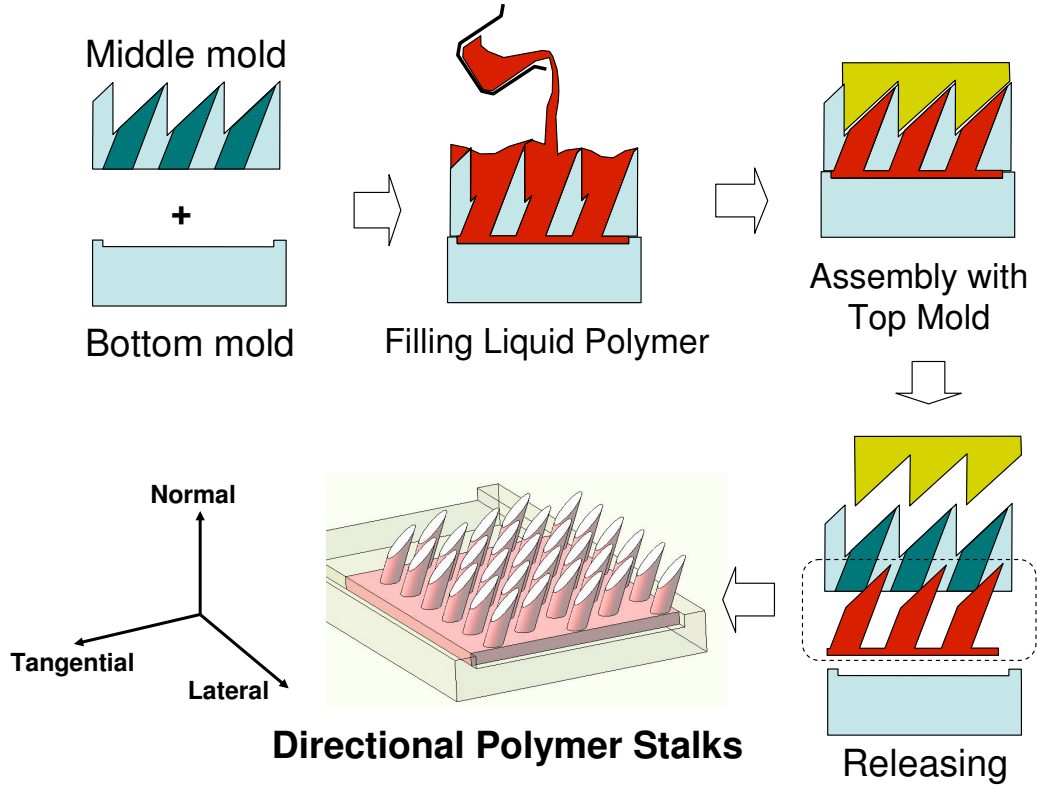 Middle mold
+
Bottom mold
Filling Liquid Polymer
Assembly with
Top Mold
Releasing
Normal
Tangential
Lateral
Directional Polymer Stalks